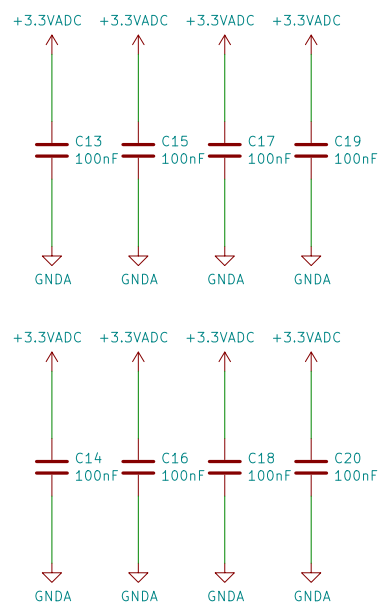 +3.3VADC +3.3VADC +3.3VADC +3.3VADC
C13 C15 C17 C19
100nF 100nF 100nF 100nF
GNDA GNDA GNDA GNDA
+3.3VADC +3.3VADC +3.3VADC +3.3VADC
C14 C16 C18 C20
100nF 100nF 100nF 100nF
GNDA GNDA GNDA GNDA